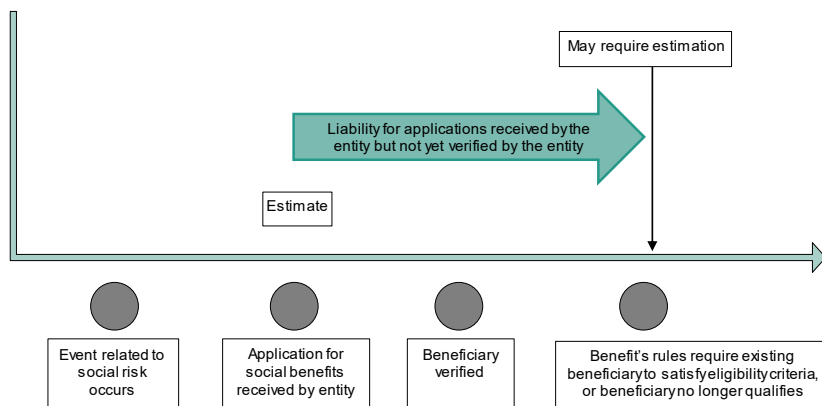 May require estimation
Liability for applications received by the
entity but not yet verified by the entity
Estimate
Event related to
social risk
occurs
Application for
social benefits
received by entity
Beneficiary
verified
Benefit's rules require existing
beneficiary to satisfy eligibility criteria,
or beneficiary no longer qualifies